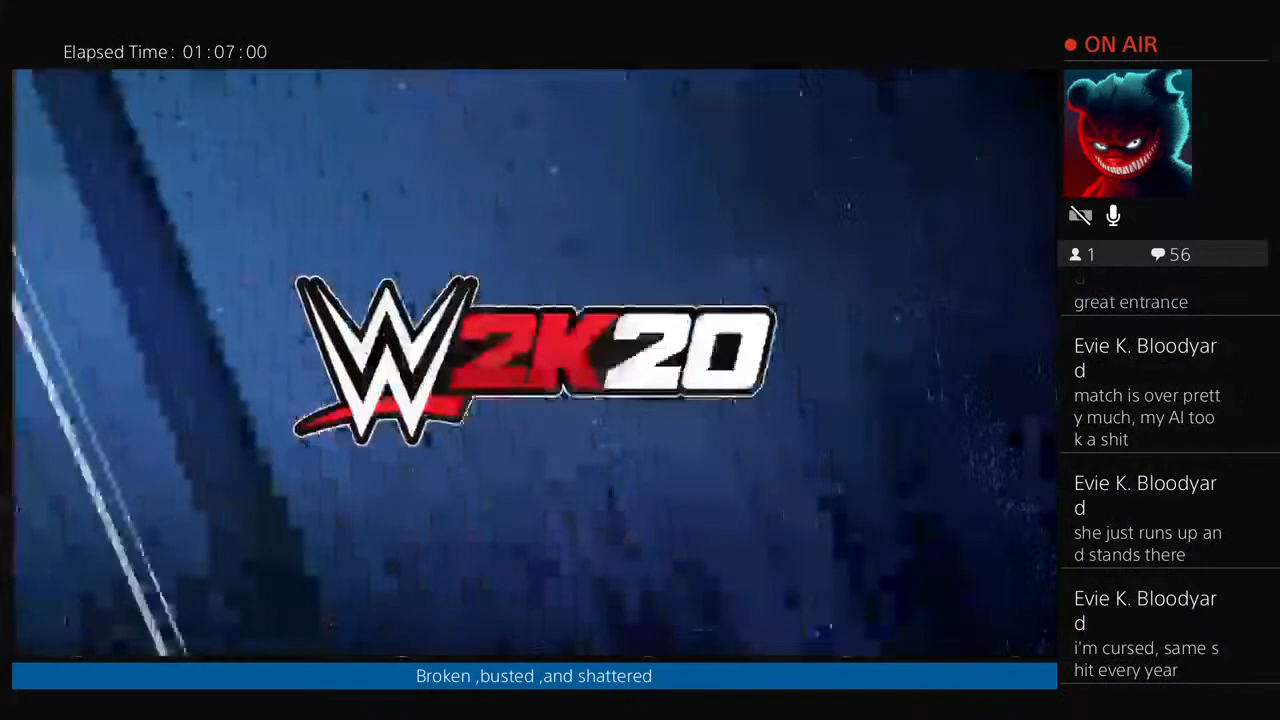 Elapsed Time: 01:07:00
ON AIR
1 56
great entrance
Evie K. Bloodyar
d
match is over prett
y much, my AI too
k a shit
Evie K. Bloodyar
d
she just runs up an
d stands there
Evie K. Bloodyar
d
i'm cursed, same s
hit every year
W 2K20
Broken ,busted ,and shattered